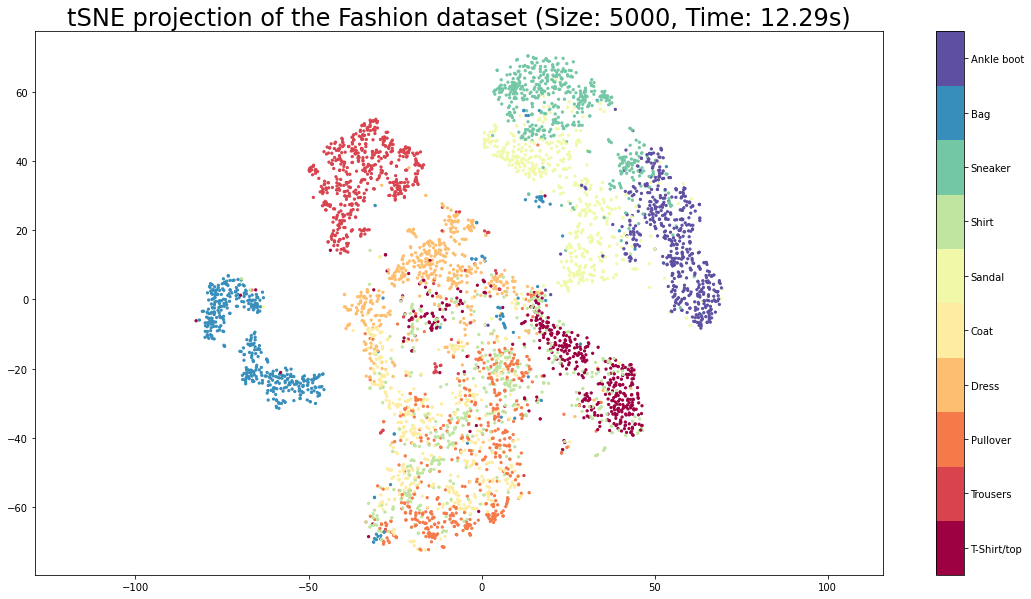 tSNE projection of the Fashion dataset (Size: 5000, Time: 12.29s)
60
40
20
0
−20
−40
−60
−100
−50
0
50
100
Ankle boot
Bag
Sneaker
Shirt
Sandal
Coat
Dress
Pullover
Trousers
T-Shirt/top